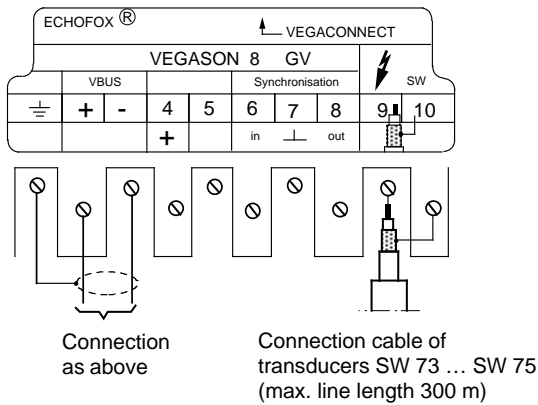 ECHOFOX ®
VEGACONNECT
VEGASON 8 GV
VBUS
Synchronisation
SW
+ - 4 5 6 7 8 9 10
+ in out
Connection
as above
Connection cable of
transducers SW 73 … SW 75
(max. line length 300 m)